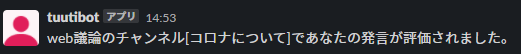 tuutibot アプリ 14:53
web議論のチャンネル[コロナについて]であなたの発言が評価されました。